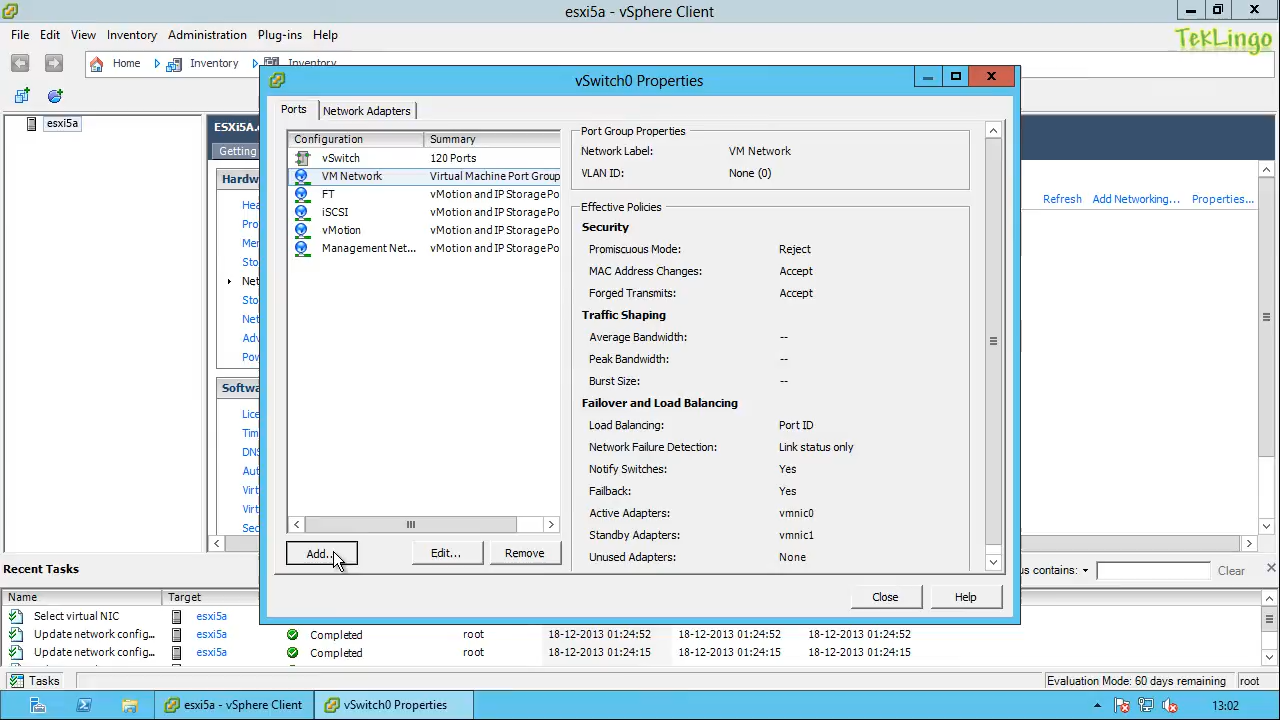 esxi5a - vSphere Client
File Edit View Inventory Administration Plug-ins Help
TekLingo
Home Inventory Inventory
vSwitch0 Properties
esxi5a
ESXi5A.
Getting
Hardw
Hea
Pro
Mer
Sto
Net
Sto
Net
Adv
Pow
Softwa
Lice
Tim
DNS
Aut
Virt
Virt
Sec
Refresh Add Networking... Properties...
Ports Network Adapters
Configuration Summary
vSwitch 120 Ports
VM Network Virtual Machine Port Group
FT vMotion and IP StoragePo
iSCSI vMotion and IP StoragePo
vMotion vMotion and IP StoragePo
Management Net... vMotion and IP StoragePo
Add... Edit... Remove
Port Group Properties
Network Label: VM Network
VLAN ID: None (0)
Effective Policies
Security
Promiscuous Mode: Reject
MAC Address Changes: Accept
Forged Transmits: Accept
Traffic Shaping
Average Bandwidth: --
Peak Bandwidth: --
Burst Size: --
Failover and Load Balancing
Load Balancing: Port ID
Network Failure Detection: Link status only
Notify Switches: Yes
Failback: Yes
Active Adapters: vmnic0
Standby Adapters: vmnic1
Unused Adapters: None
Close Help
Recent Tasks
us contains: Clear
Name Target
Select virtual NIC esxi5a
Update network config... esxi5a Completed root 18-12-2013 01:24:52 18-12-2013 01:24:52 18-12-2013 01:24:52
Update network config... esxi5a Completed root 18-12-2013 01:24:15 18-12-2013 01:24:15 18-12-2013 01:24:15
Tasks Evaluation Mode: 60 days remaining root
esxi5a - vSphere Client vSwitch0 Properties 13:02